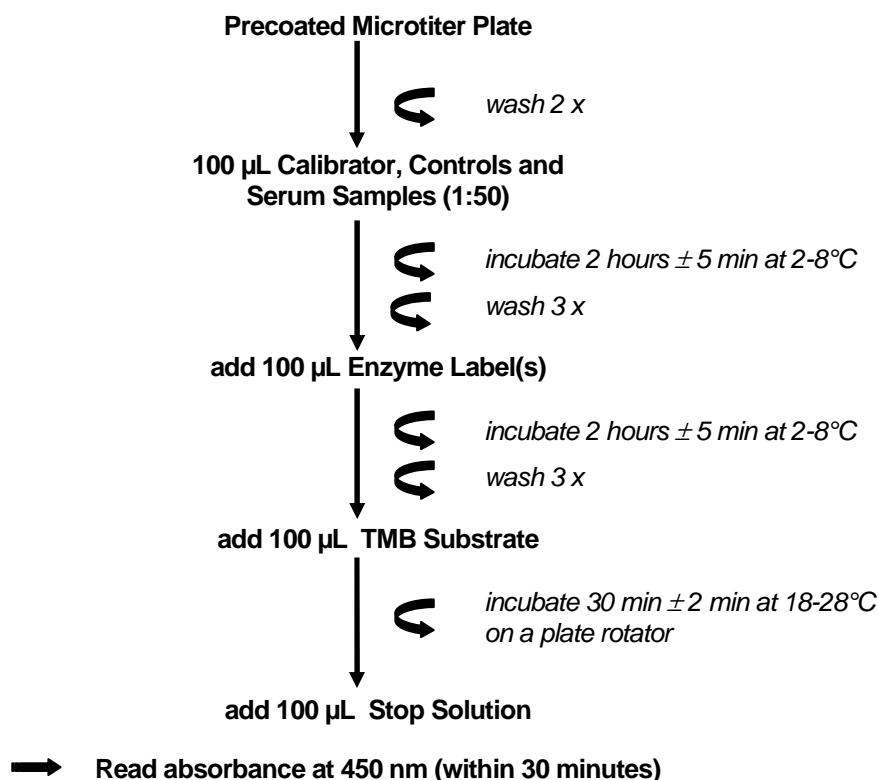 Precoated Microtiter Plate
wash 2 x
100 µL Calibrator, Controls and
Serum Samples (1:50)
incubate 2 hours ± 5 min at 2-8°C
wash 3 x
add 100 µL Enzyme Label(s)
incubate 2 hours ± 5 min at 2-8°C
wash 3 x
add 100 µL TMB Substrate
incubate 30 min ± 2 min at 18-28°C
on a plate rotator
add 100 µL Stop Solution
Read absorbance at 450 nm (within 30 minutes)